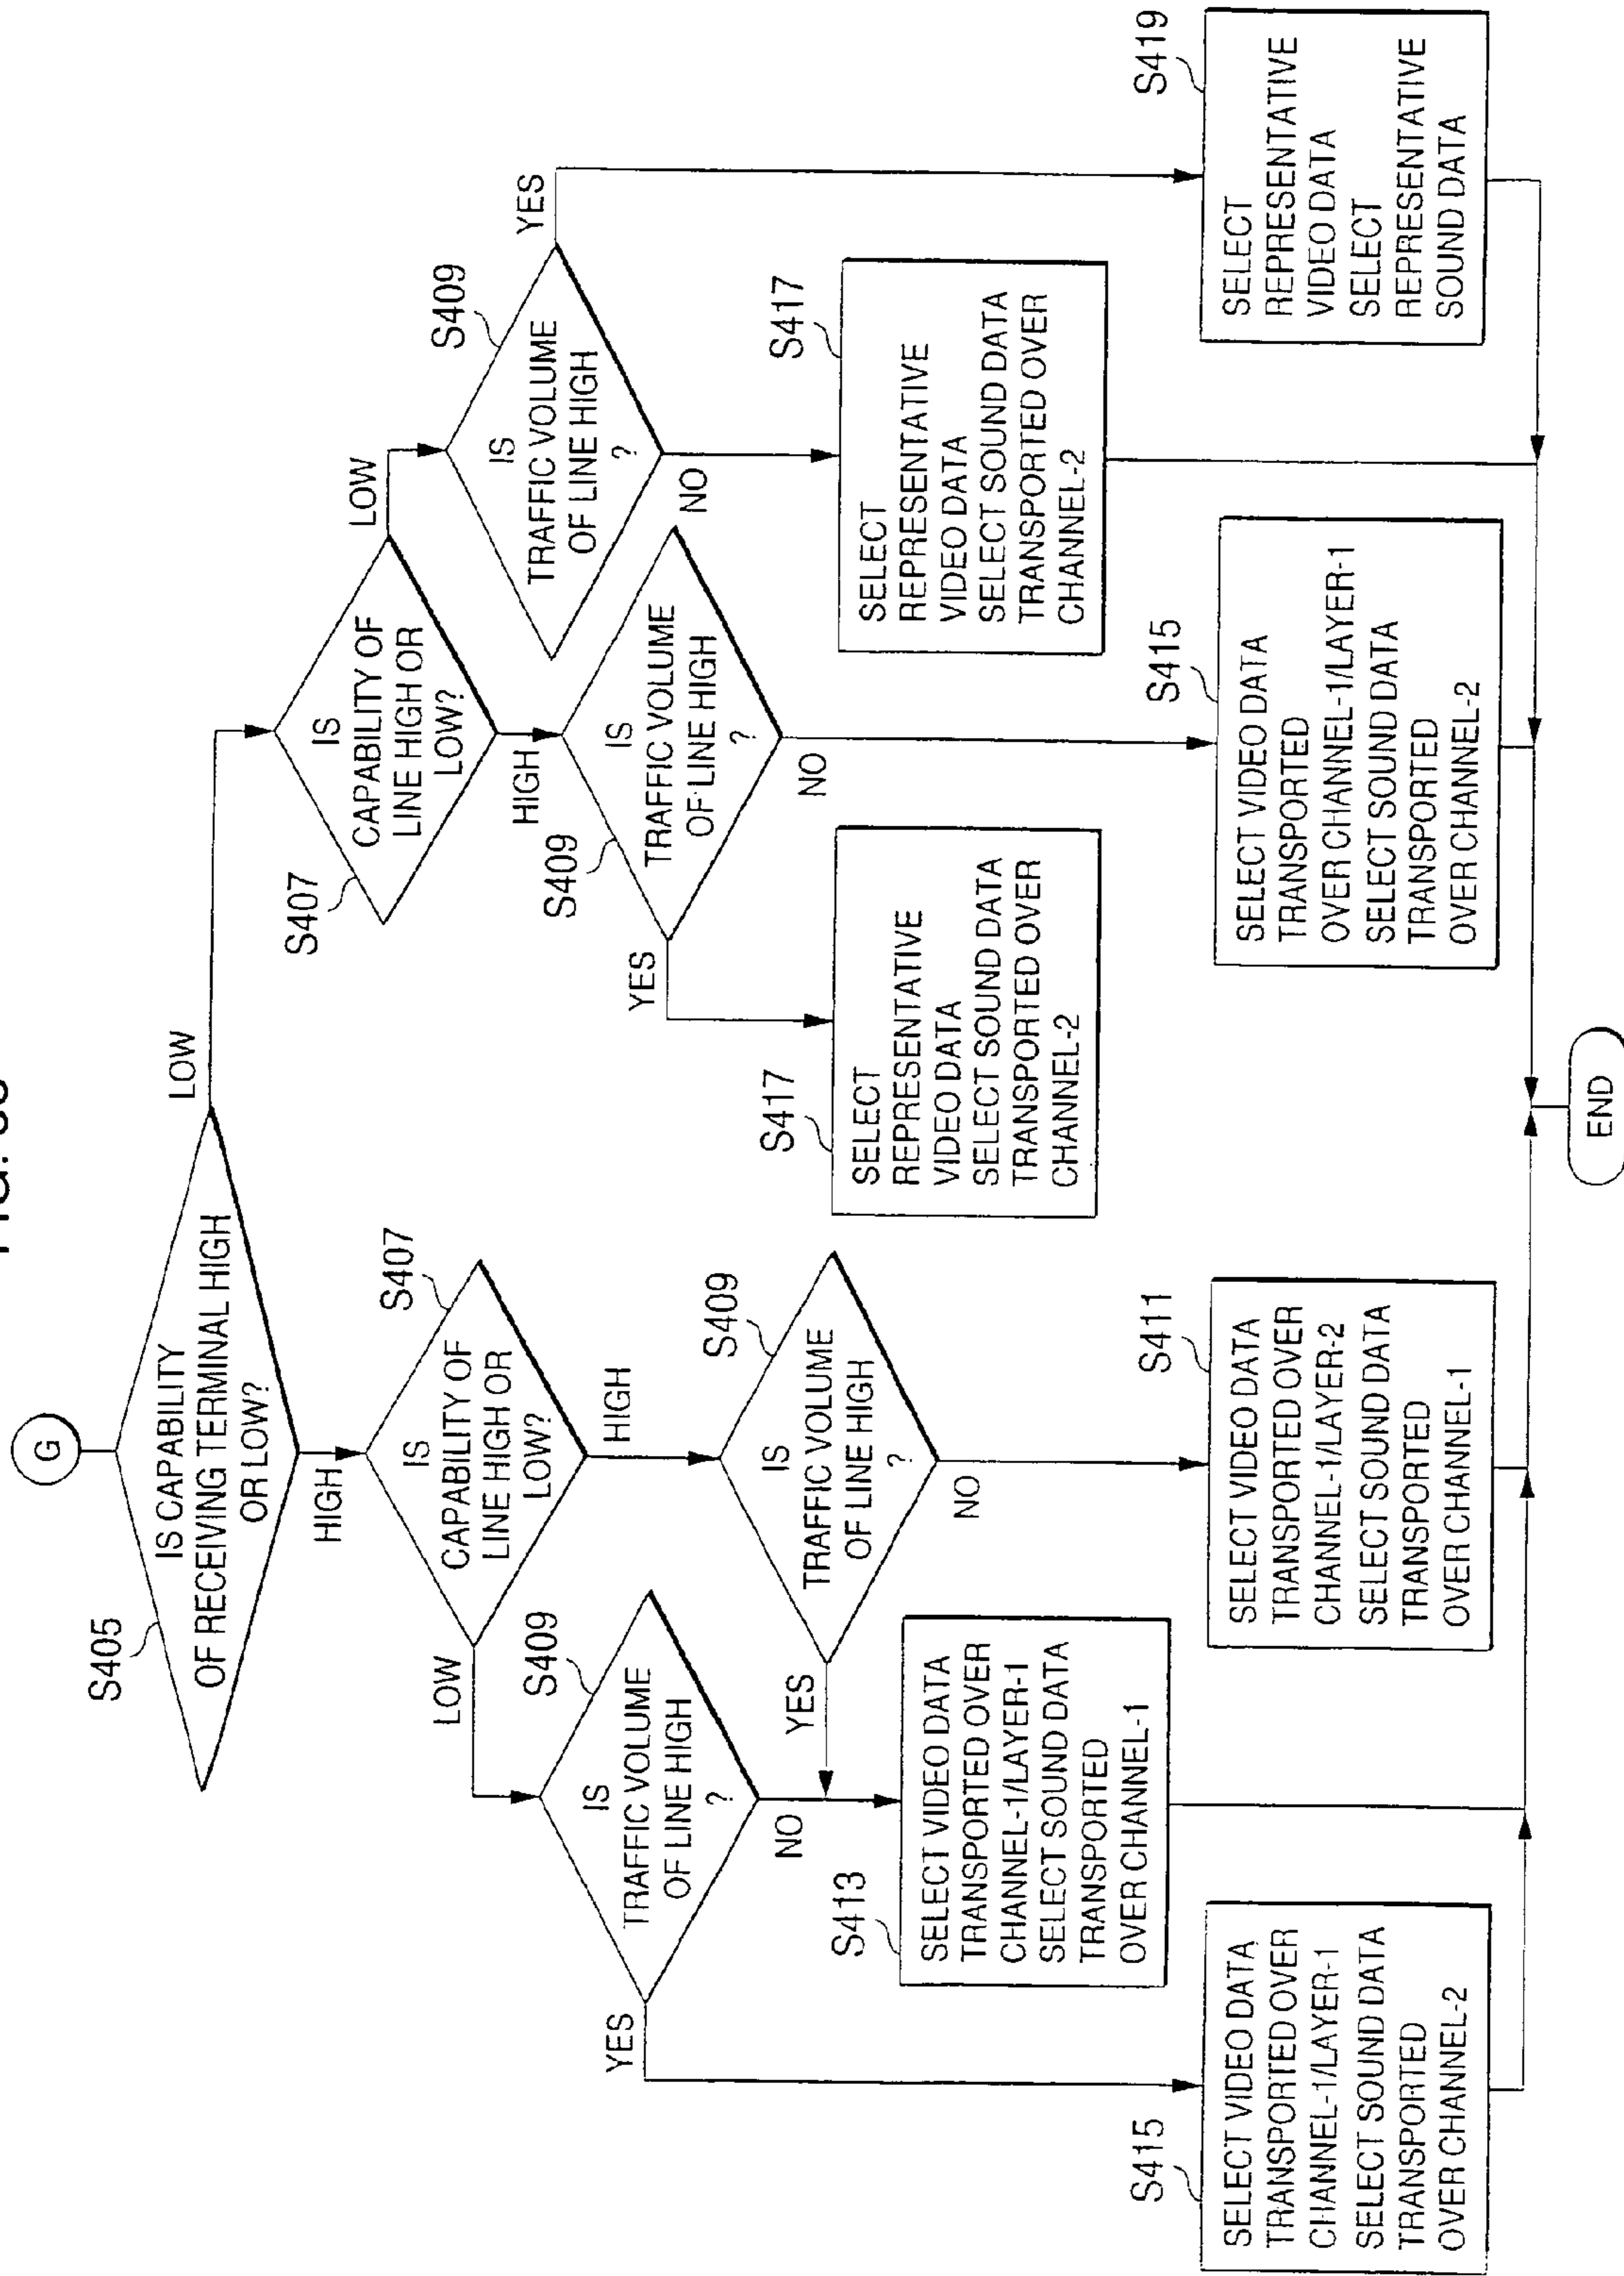 G
S405
IS CAPABILITY
OF RECEIVING TERMINAL HIGH
OR LOW?
HIGH
LOW
S407
IS
CAPABILITY OF
LINE HIGH OR
LOW?
LOW
HIGH
S409
IS
TRAFFIC VOLUME
OF LINE HIGH
?
YES
NO
S409
IS
TRAFFIC VOLUME
OF LINE HIGH
?
YES
NO
S415
SELECT VIDEO DATA
TRANSPORTED OVER
CHANNEL-1/LAYER-1
SELECT SOUND DATA
TRANSPORTED
OVER CHANNEL-2
S413
SELECT VIDEO DATA
TRANSPORTED OVER
CHANNEL-1/LAYER-1
SELECT SOUND DATA
TRANSPORTED
OVER CHANNEL-1
S411
SELECT VIDEO DATA
TRANSPORTED OVER
CHANNEL-1/LAYER-2
SELECT SOUND DATA
TRANSPORTED
OVER CHANNEL-1
S407
IS
CAPABILITY OF
LINE HIGH OR
LOW?
HIGH
LOW
S409
IS
TRAFFIC VOLUME
OF LINE HIGH
?
YES
NO
S409
IS
TRAFFIC VOLUME
OF LINE HIGH
?
NO
YES
S417
SELECT
REPRESENTATIVE
VIDEO DATA
SELECT SOUND DATA
TRANSPORTED OVER
CHANNEL-2
S415
SELECT VIDEO DATA
TRANSPORTED
OVER CHANNEL-1/LAYER-1
SELECT SOUND DATA
TRANSPORTED
OVER CHANNEL-2
S417
SELECT
REPRESENTATIVE
VIDEO DATA
SELECT SOUND DATA
TRANSPORTED OVER
CHANNEL-2
S419
SELECT
REPRESENTATIVE
VIDEO DATA
SELECT
REPRESENTATIVE
SOUND DATA
END